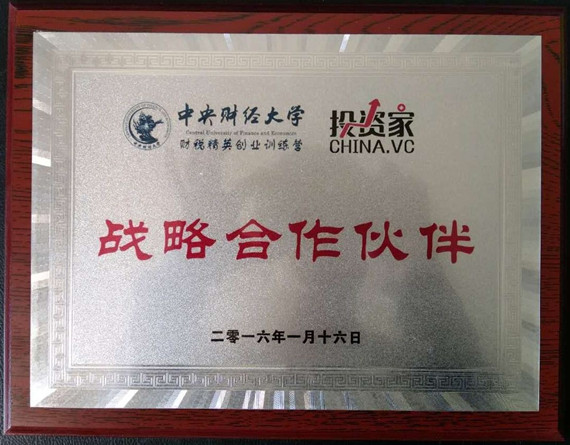 中央财经大学
Central University of Finance and Economics
财税精英创业训练营
投资家
CHINA.VC
战略合作伙伴
二零一六年一月十六日